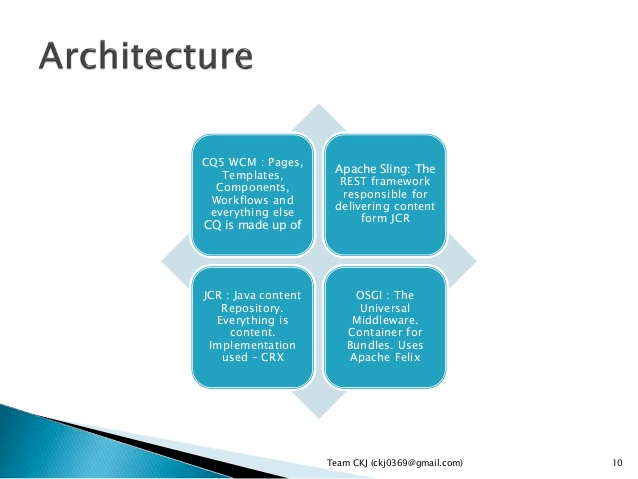 Architecture
CQ5 WCM : Pages,
Templates,
Components,
Workflows and
everything else
CQ is made up of
Apache Sling: The
REST framework
responsible for
delivering content
form JCR
JCR : Java content
Repository.
Everything is
content.
Implementation
used – CRX
OSGI : The
Universal
Middleware.
Container for
Bundles. Uses
Apache Felix
Team CKJ (ckj0369@gmail.com)
10